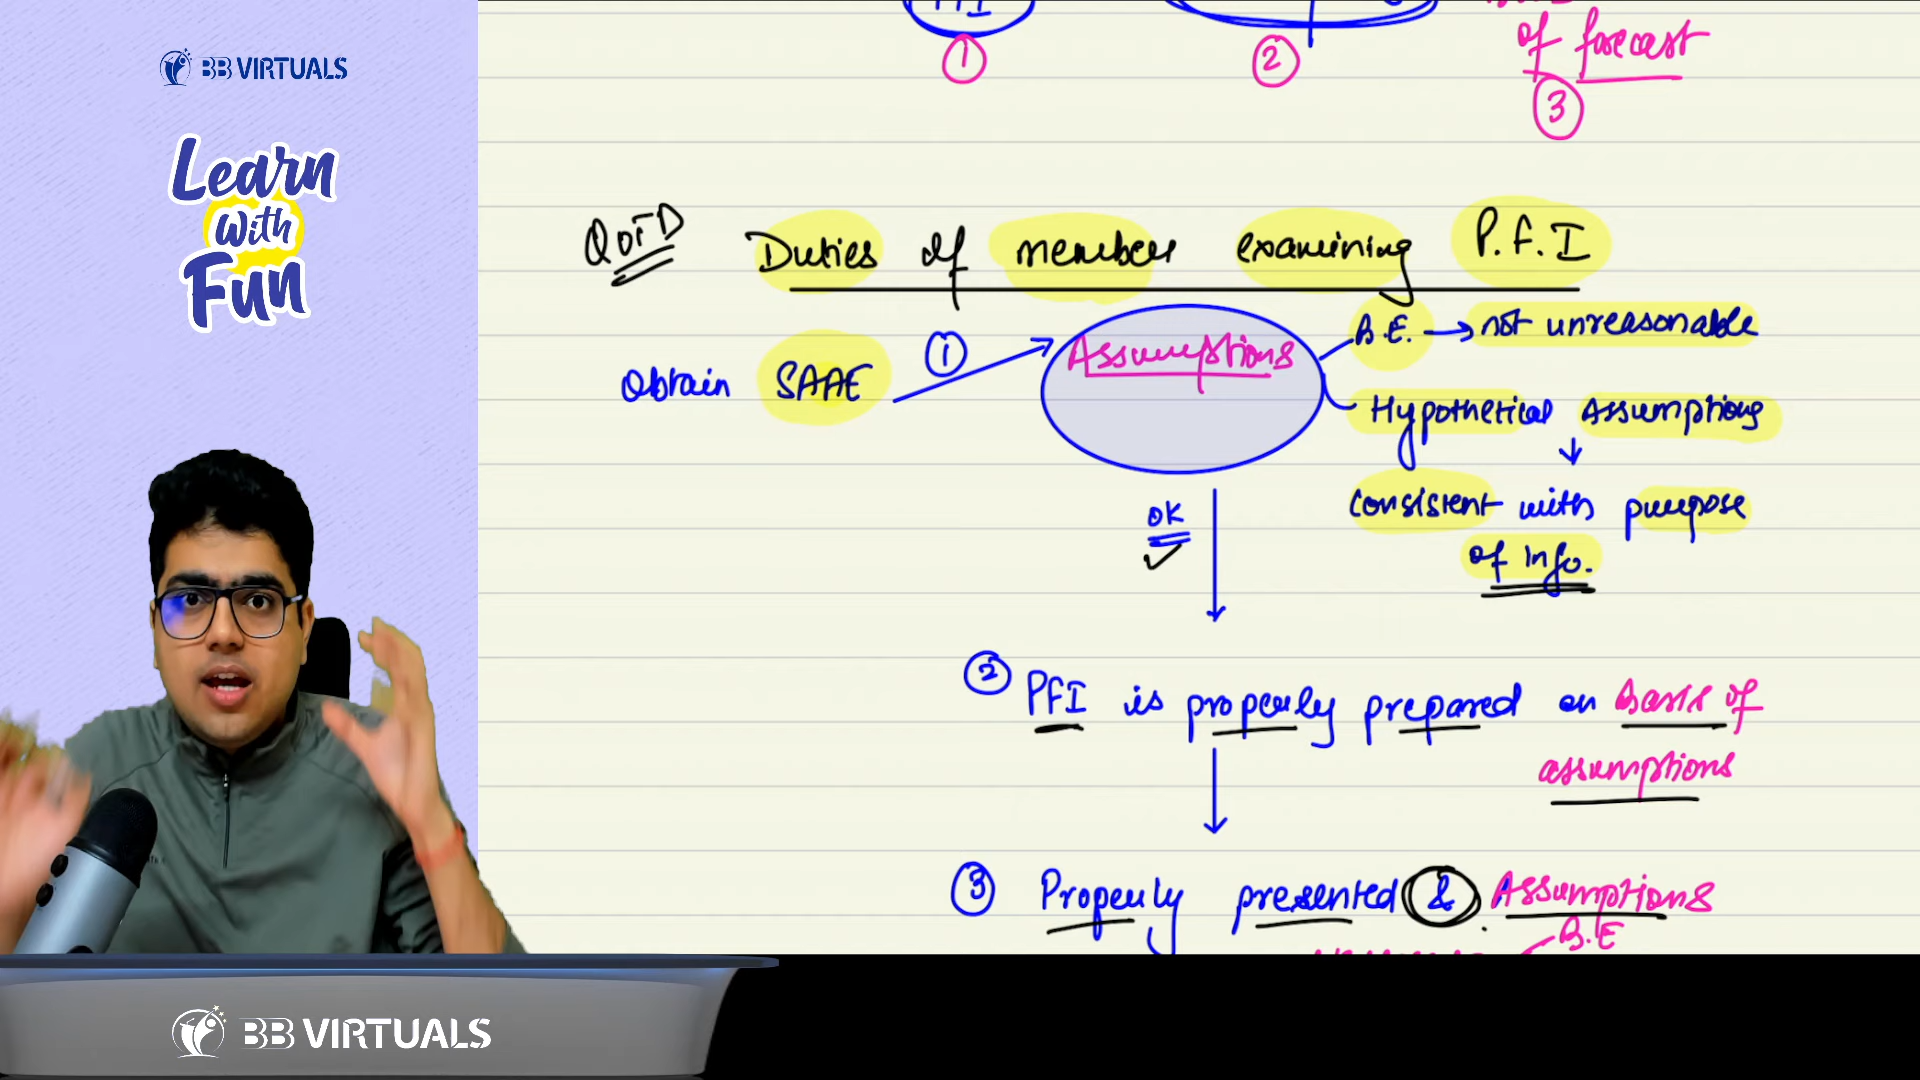 BB VIRTUALS
Learn
With
Fun
1
2
of forecast
3
QOTD Duties of member examining P.F.I
Obtain SAAE 1 Assumptions
B.E. → not unreasonable
Hypothetical Assumptions
↓
consistent with purpose
of Info.
OK
2 PFI is properly prepared on basis of
assumptions
3 Properly presented & Assumptions
B.E
BB VIRTUALS